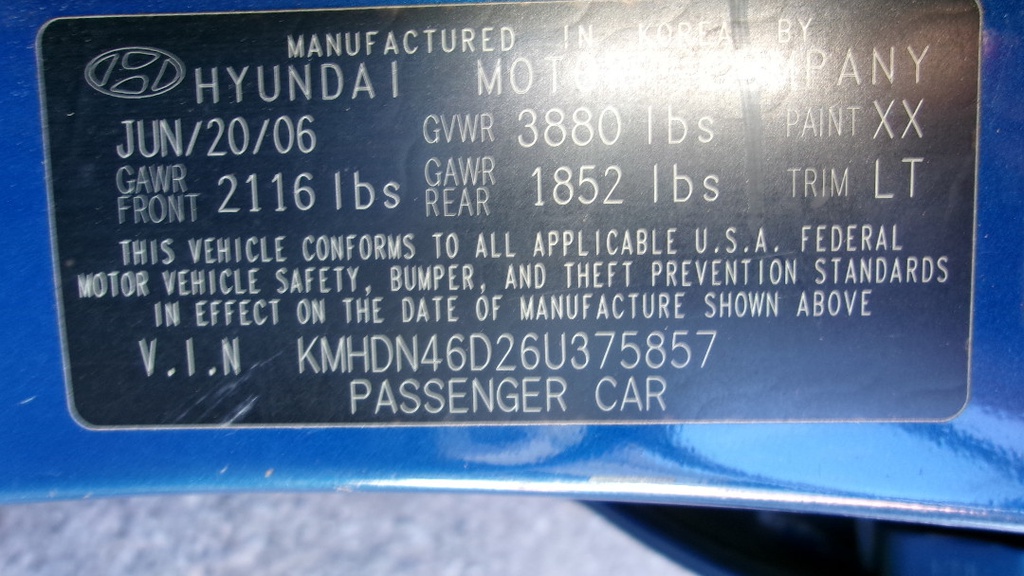 MANUFACTURED IN KOREA BY
HYUNDAI MOTOR COMPANY
JUN/20/06 GVWR 3880 lbs PAINT XX
GAWR FRONT 2116 lbs GAWR REAR 1852 lbs TRIM LT
THIS VEHICLE CONFORMS TO ALL APPLICABLE U.S.A. FEDERAL
MOTOR VEHICLE SAFETY, BUMPER, AND THEFT PREVENTION STANDARDS
IN EFFECT ON THE DATE OF MANUFACTURE SHOWN ABOVE
V.I.N KMHDN46D26U375857
PASSENGER CAR